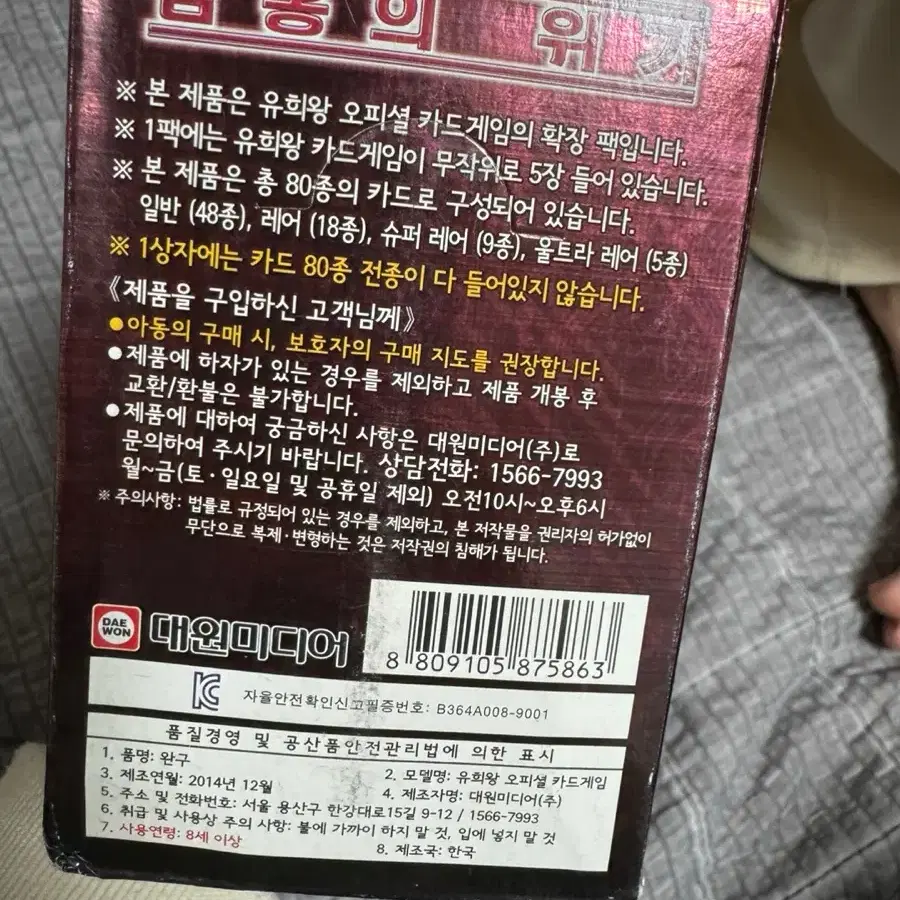 의 위
※ 본 제품은 유희왕 오피셜 카드게임의 확장 팩입니다.
※ 1팩에는 유희왕 카드게임이 무작위로 5장 들어 있습니다.
※ 본 제품은 총 80종의 카드로 구성되어 있습니다.
일반 (48종), 레어 (18종), 슈퍼 레어 (9종), 울트라 레어 (5종)
※ 1상자에는 카드 80종 전종이 다 들어있지 않습니다.
《제품을 구입하신 고객님께》
●아동의 구매 시, 보호자의 구매 지도를 권장합니다.
●제품에 하자가 있는 경우를 제외하고 제품 개봉 후
교환/환불은 불가합니다.
●제품에 대하여 궁금하신 사항은 대원미디어(주)로
문의하여 주시기 바랍니다. 상담전화: 1566-7993
월~금(토·일요일 및 공휴일 제외) 오전10시~오후6시
※ 주의사항: 법률로 규정되어 있는 경우를 제외하고, 본 저작물을 권리자의 허가없이
무단으로 복제·변형하는 것은 저작권의 침해가 됩니다.
DAE
WON
대원미디어
8 809105 875863
자율안전확인신고필증번호: B364A008-9001
품질경영 및 공산품안전관리법에 의한 표시
1. 품명: 완구
2. 모델명: 유희왕 오피셜 카드게임
3. 제조연월: 2014년 12월
4. 제조자명: 대원미디어(주)
5. 주소 및 전화번호: 서울 용산구 한강대로15길 9-12 / 1566-7993
6. 취급 및 사용상 주의 사항: 불에 가까이 하지 말 것, 입에 넣지 말 것
7. 사용연령: 8세 이상
8. 제조국: 한국